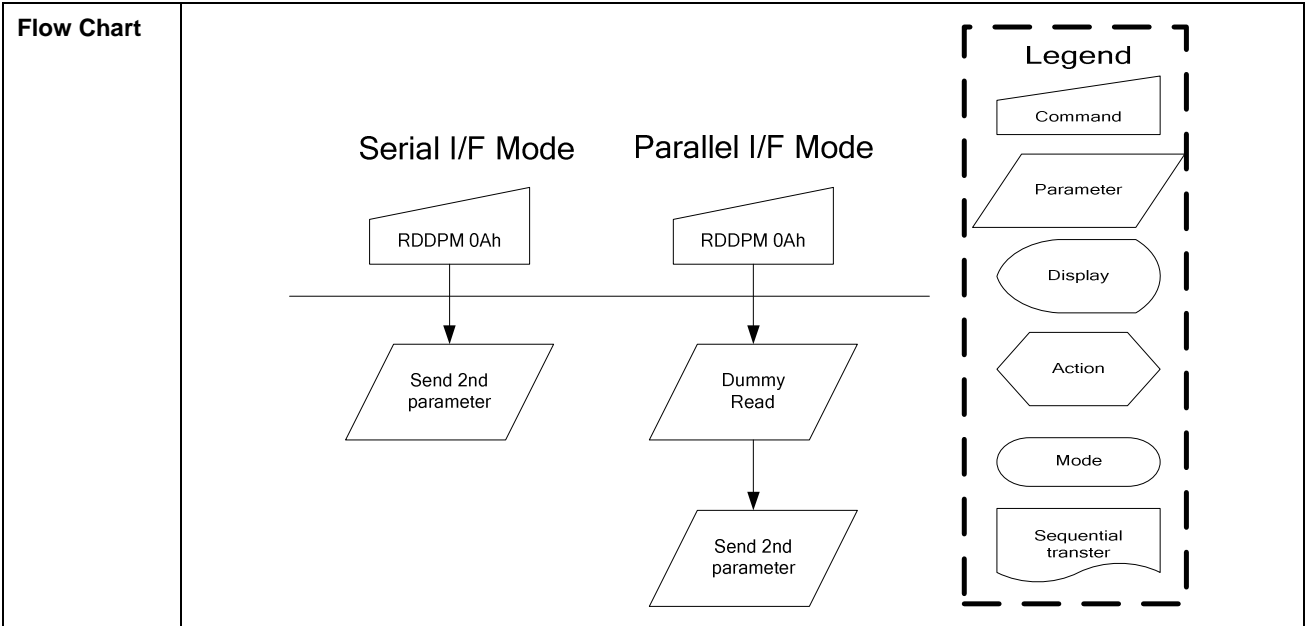 Flow Chart
Serial I/F Mode
Parallel I/F Mode
RDDPM 0Ah
RDDPM 0Ah
Send 2nd
parameter
Dummy
Read
Send 2nd
parameter
Legend
Command
Parameter
Display
Action
Mode
Sequential
transter